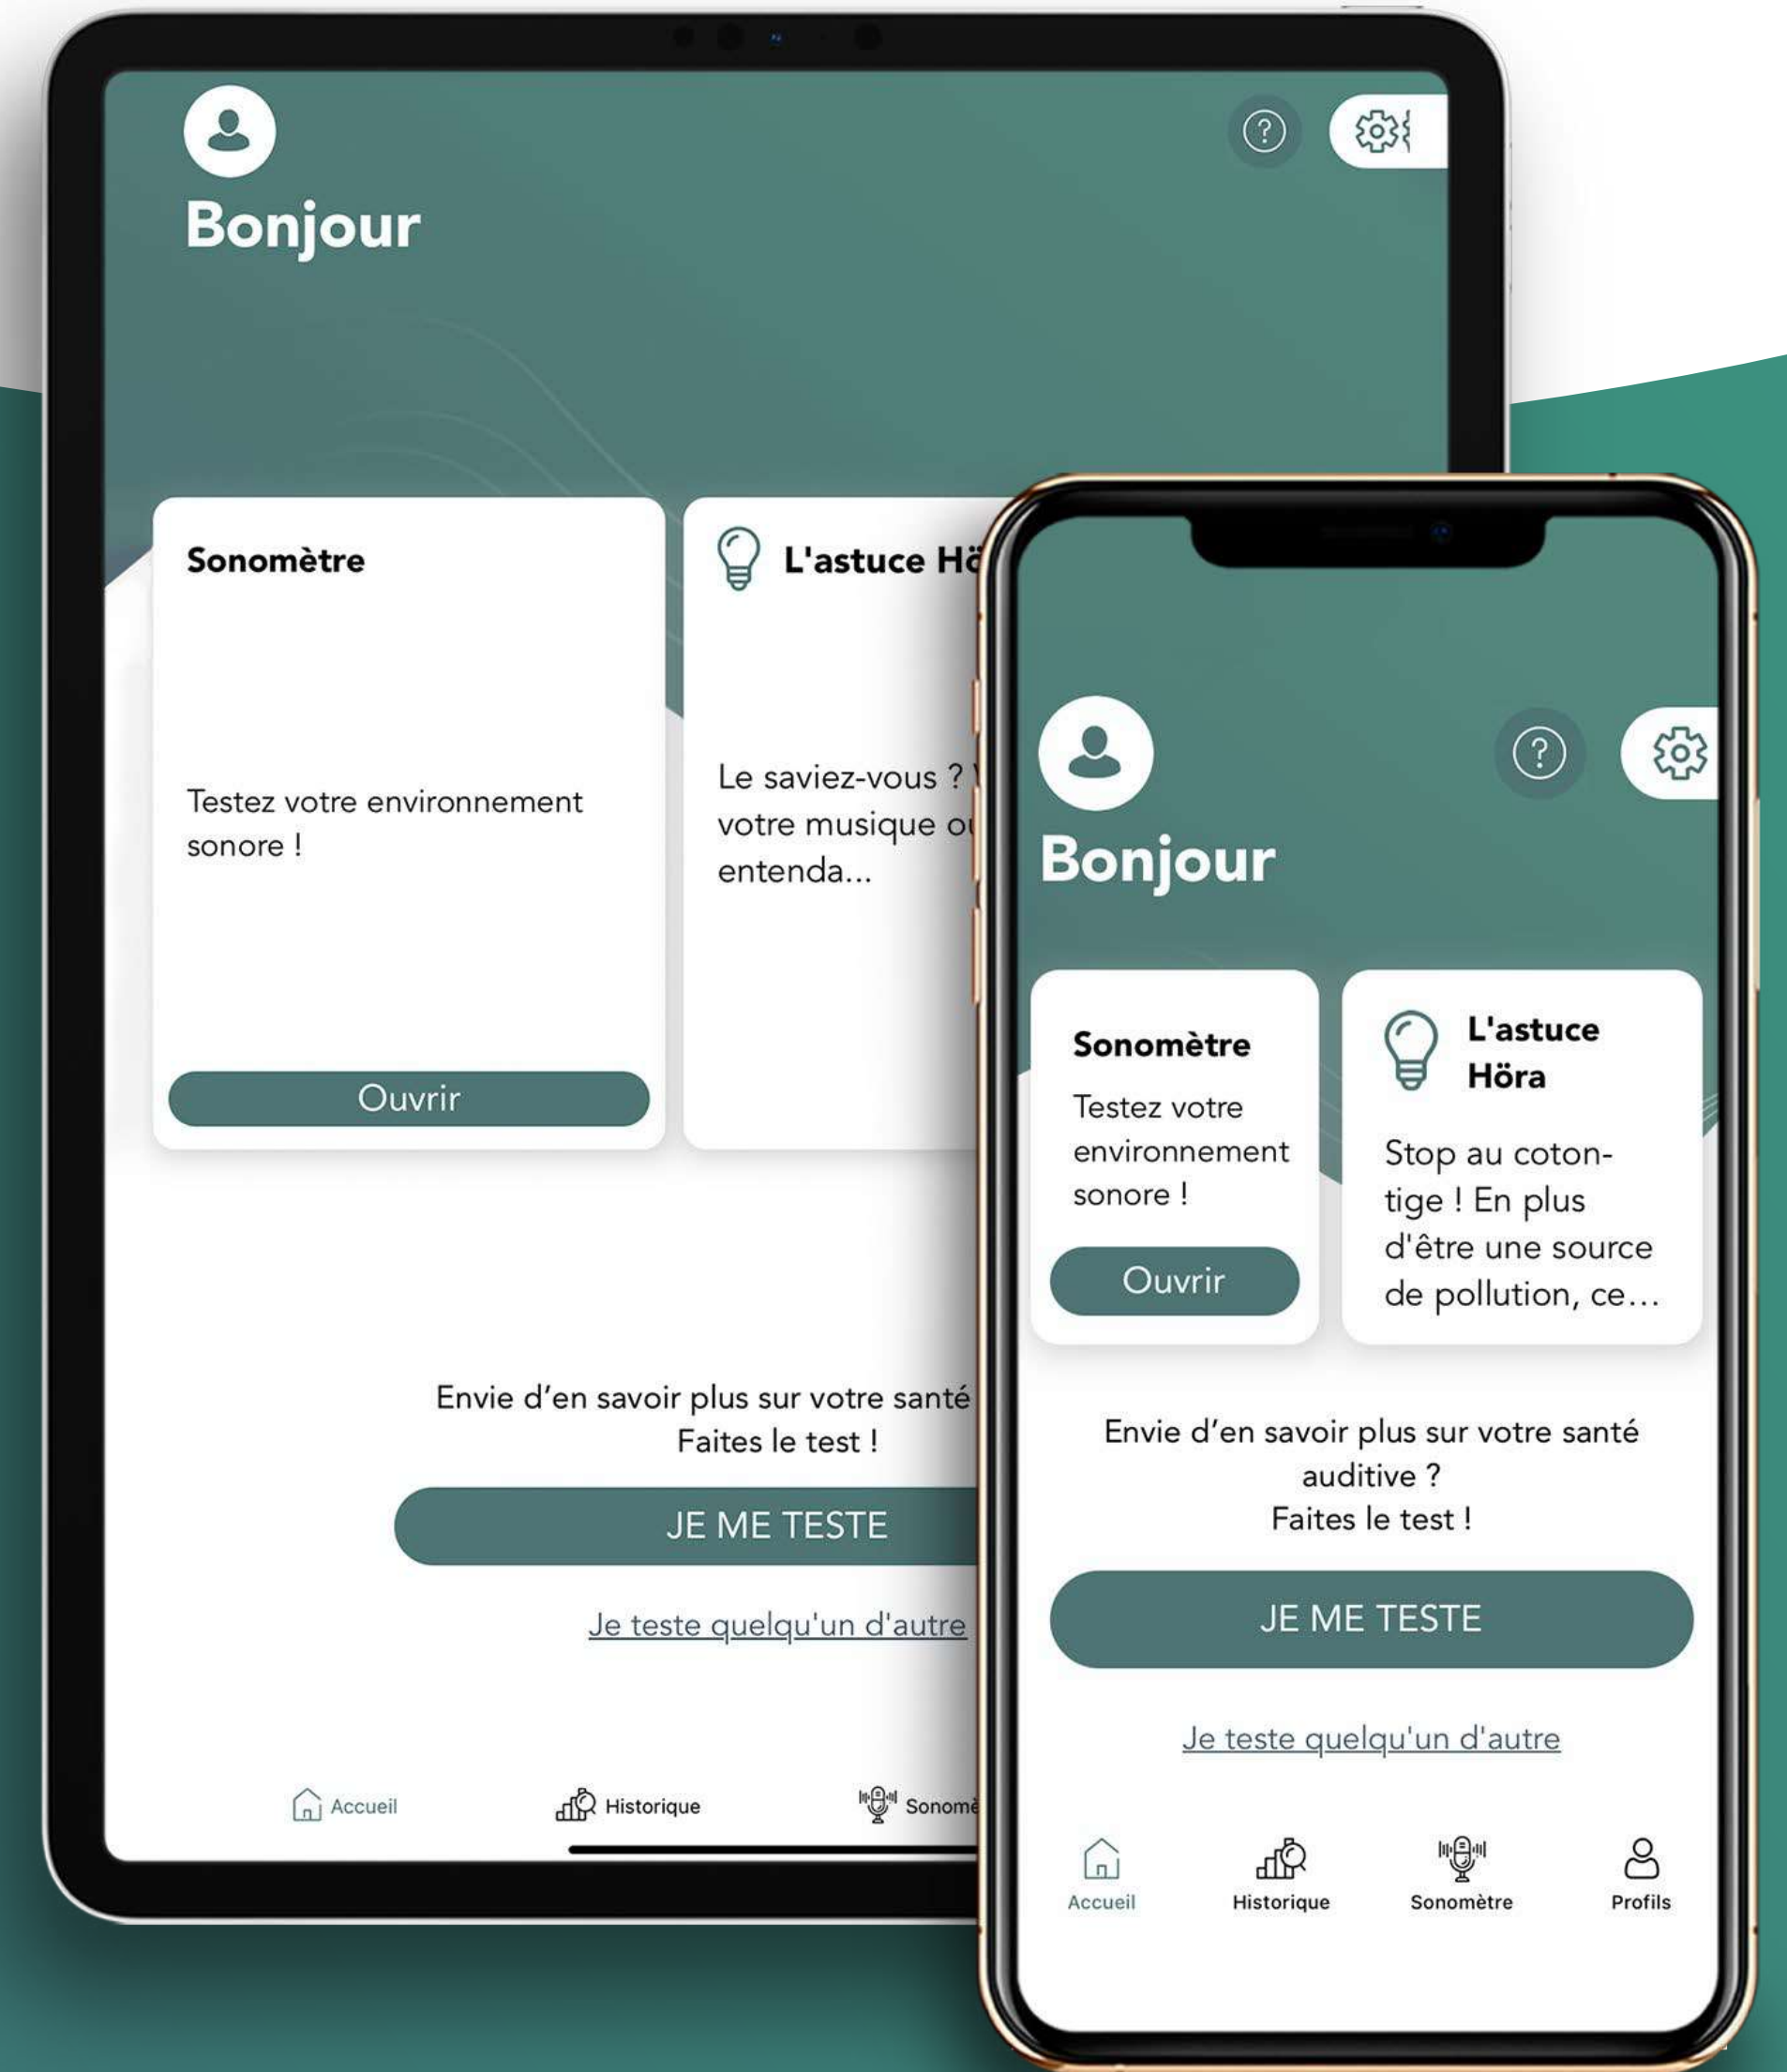 ?
Bonjour
Sonomètre
Testez votre environnement
sonore !
Ouvrir
L'astuce
Le saviez-vous ?
votre musique
entenda...
Envie d’en savoir plus sur votre santé
Faites le test !
JE ME TESTE
Je teste quelqu'un d'autre
Accueil
Historique
?
Bonjour
Sonomètre
Testez votre
environnement
sonore !
Ouvrir
L'astuce
Höra
Stop au coton-
tige ! En plus
d'être une source
de pollution, ce...
Envie d’en savoir plus sur votre santé
auditive ?
Faites le test !
JE ME TESTE
Je teste quelqu'un d'autre
Accueil
Historique
Sonomètre
Profils